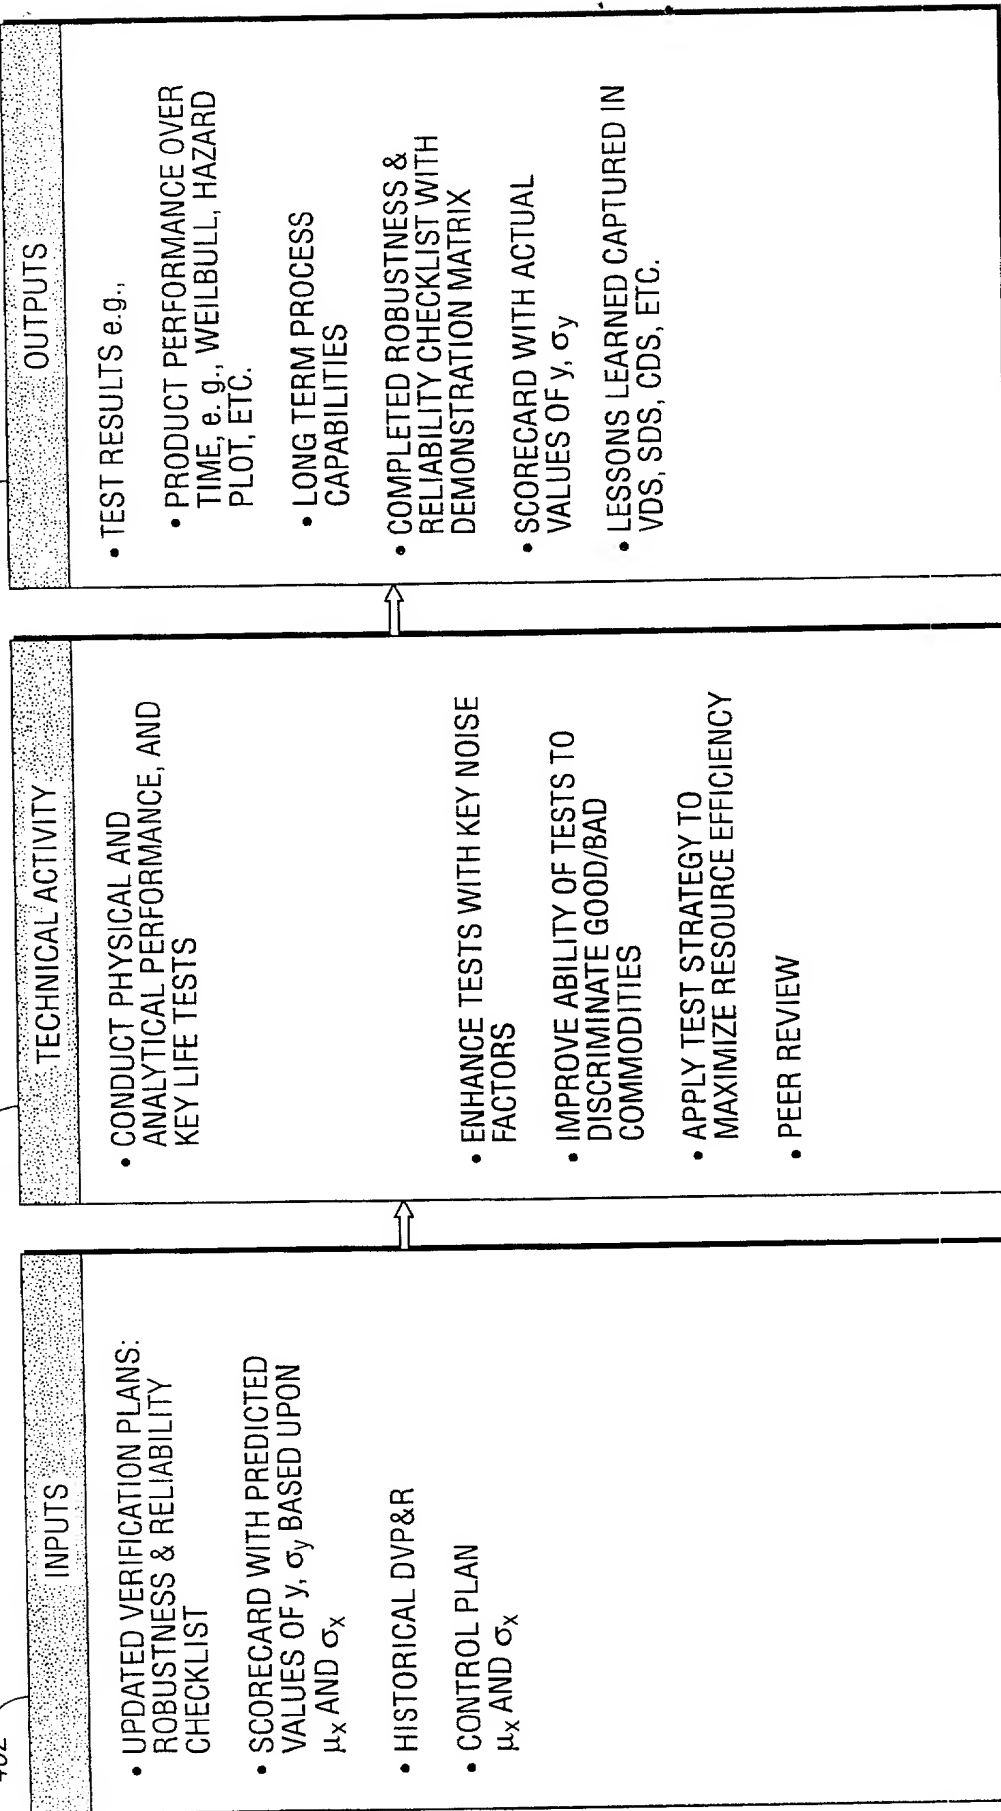 INPUTS
• UPDATED VERIFICATION PLANS:
ROBUSTNESS & RELIABILITY
CHECKLIST
• SCORECARD WITH PREDICTED
VALUES OF y, σy BASED UPON
μx AND σx
• HISTORICAL DVP&R
• CONTROL PLAN
μx AND σx
TECHNICAL ACTIVITY
• CONDUCT PHYSICAL AND
ANALYTICAL PERFORMANCE, AND
KEY LIFE TESTS
• ENHANCE TESTS WITH KEY NOISE
FACTORS
• IMPROVE ABILITY OF TESTS TO
DISCRIMINATE GOOD/BAD
COMMODITIES
• APPLY TEST STRATEGY TO
MAXIMIZE RESOURCE EFFICIENCY
• PEER REVIEW
OUTPUTS
• TEST RESULTS e.g.,
• PRODUCT PERFORMANCE OVER
TIME, e. g., WEILBULL, HAZARD
PLOT, ETC.
• LONG TERM PROCESS
CAPABILITIES
• COMPLETED ROBUSTNESS &
RELIABILITY CHECKLIST WITH
DEMONSTRATION MATRIX
• SCORECARD WITH ACTUAL
VALUES OF y, σy
• LESSONS LEARNED CAPTURED IN
VDS, SDS, CDS, ETC.